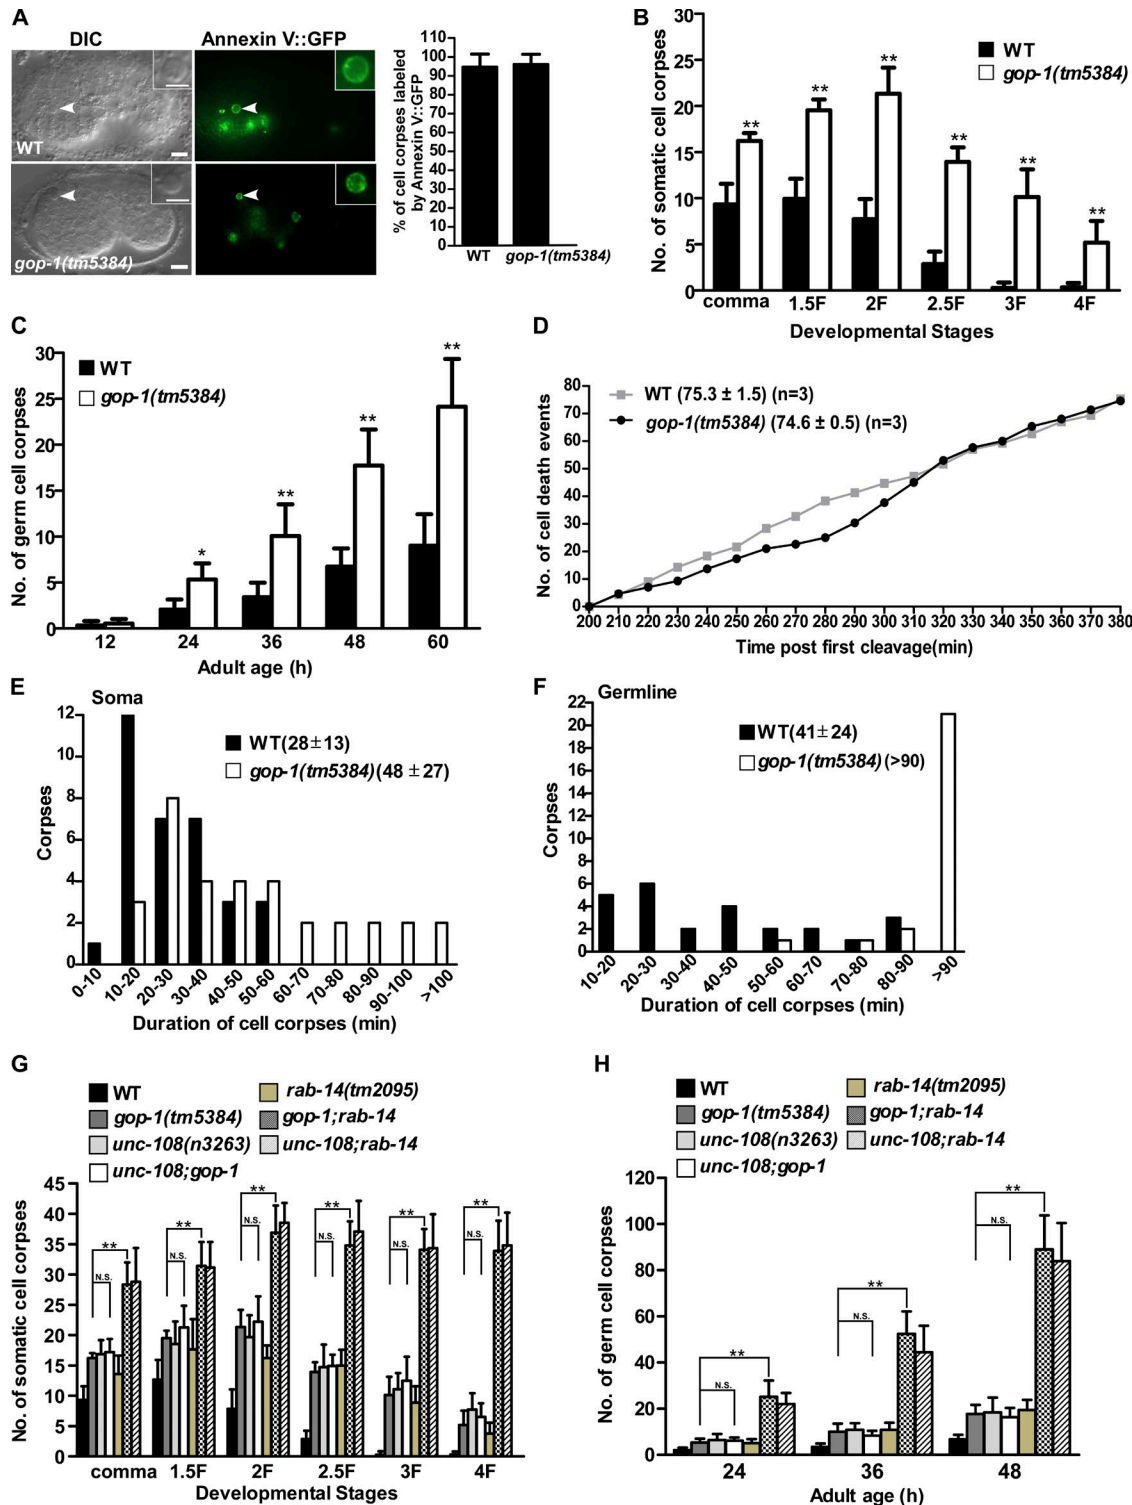 A
DIC
Annexin V::GFP
WT
gop-1(tm5384)
% of cell corpses labeled
by Annexin V::GFP
110
100
90
80
70
60
50
40
30
20
10
0
WT
gop-1(tm5384)
B
No. of somatic cell corpses
30
25
20
15
10
5
0
WT
gop-1(tm5384)
**
**
**
**
**
**
comma
1.5F
2F
2.5F
3F
4F
Developmental Stages
C
No. of germ cell corpses
30
25
20
15
10
5
0
WT
gop-1(tm5384)
*
**
**
**
12
24
36
48
60
Adult age (h)
D
No. of cell death events
80
70
60
50
40
30
20
10
0
WT (75.3 ± 1.5) (n=3)
gop-1(tm5384) (74.6 ± 0.5) (n=3)
200 210 220 230 240 250 260 270 280 290 300 310 320 330 340 350 360 370 380
Time post first cleavage(min)
E
Soma
Corpses
12
8
6
4
2
0
WT(28±13)
gop-1(tm5384)(48 ±27)
0-10
10-20
20-30
30-40
40-50
50-60
60-70
70-80
80-90
90-100
>100
Duration of cell corpses (min)
F
Germline
Corpses
22
20
18
16
14
12
10
8
6
4
2
0
WT(41±24)
gop-1(tm5384)(>90)
10-20
20-30
30-40
40-50
50-60
60-70
70-80
80-90
>90
Duration of cell corpses (min)
G
WT
gop-1(tm5384)
unc-108(n3263)
unc-108;gop-1
rab-14(tm2095)
gop-1;rab-14
unc-108;rab-14
No. of somatic cell corpses
45
40
35
30
25
20
15
10
5
0
**
N.S.
**
N.S.
**
N.S.
**
N.S.
**
N.S.
**
N.S.
comma
1.5F
2F
2.5F
3F
4F
Developmental Stages
H
WT
gop-1(tm5384)
unc-108(n3263)
unc-108;gop-1
rab-14(tm2095)
gop-1;rab-14
unc-108;rab-14
No. of germ cell corpses
120
100
80
60
40
20
0
**
N.S.
**
N.S.
**
N.S.
24
36
48
Adult age (h)